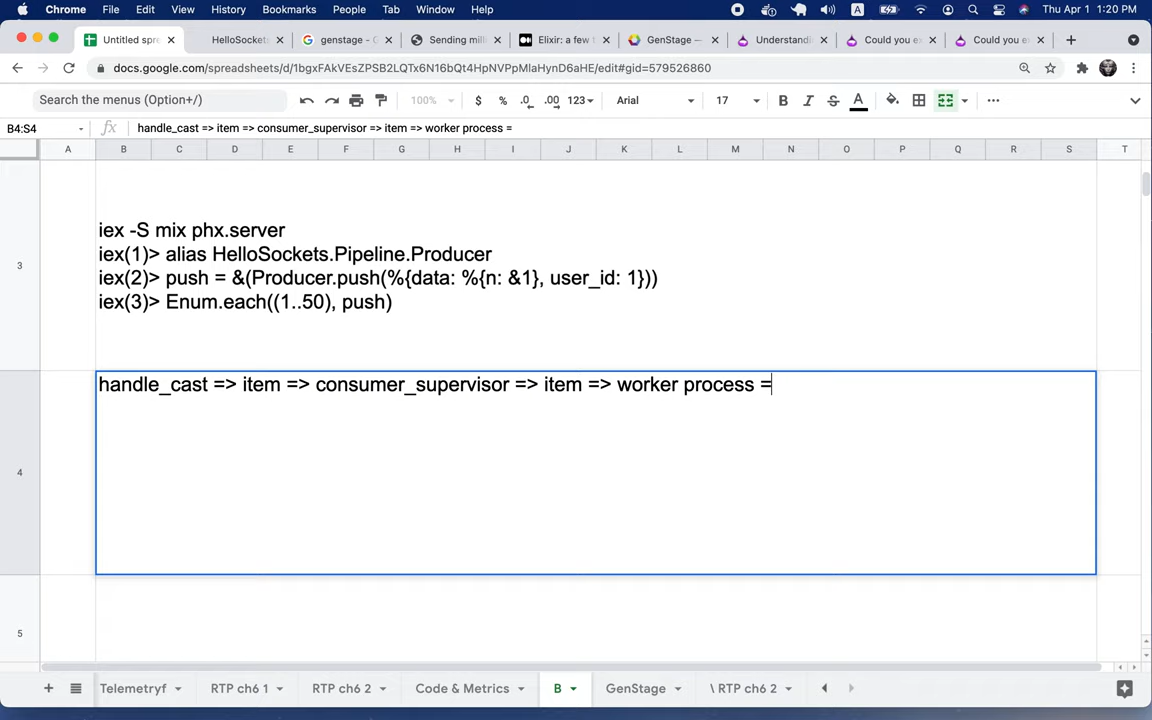 Chrome File Edit View History Bookmarks People Tab Window Help A Thu Apr 1 1:20 PM
Untitled spre HelloSocket genstage - G Sending mill Elixir: a few t GenStage — Understandi Could you e Could you e
docs.google.com/spreadsheets/d/1bgxFAkVEsZPSB2LQTx6N16bQt4HpNVPpMlaHynD6aHE/edit#gid=579526860
Search the menus (Option+/) 100% $ % .0 .00 123 Arial 17 B I S A
B4:S4 fx handle_cast => item => consumer_supervisor => item => worker process =
A B C D E F G H I J K L M N O P Q R S T
3
iex -S mix phx.server
iex(1)> alias HelloSockets.Pipeline.Producer
iex(2)> push = &(Producer.push(%{data: %{n: &1}, user_id: 1}))
iex(3)> Enum.each((1..50), push)
4
handle_cast => item => consumer_supervisor => item => worker process =
5
Telemetryf RTP ch6 1 RTP ch6 2 Code & Metrics B GenStage \ RTP ch6 2